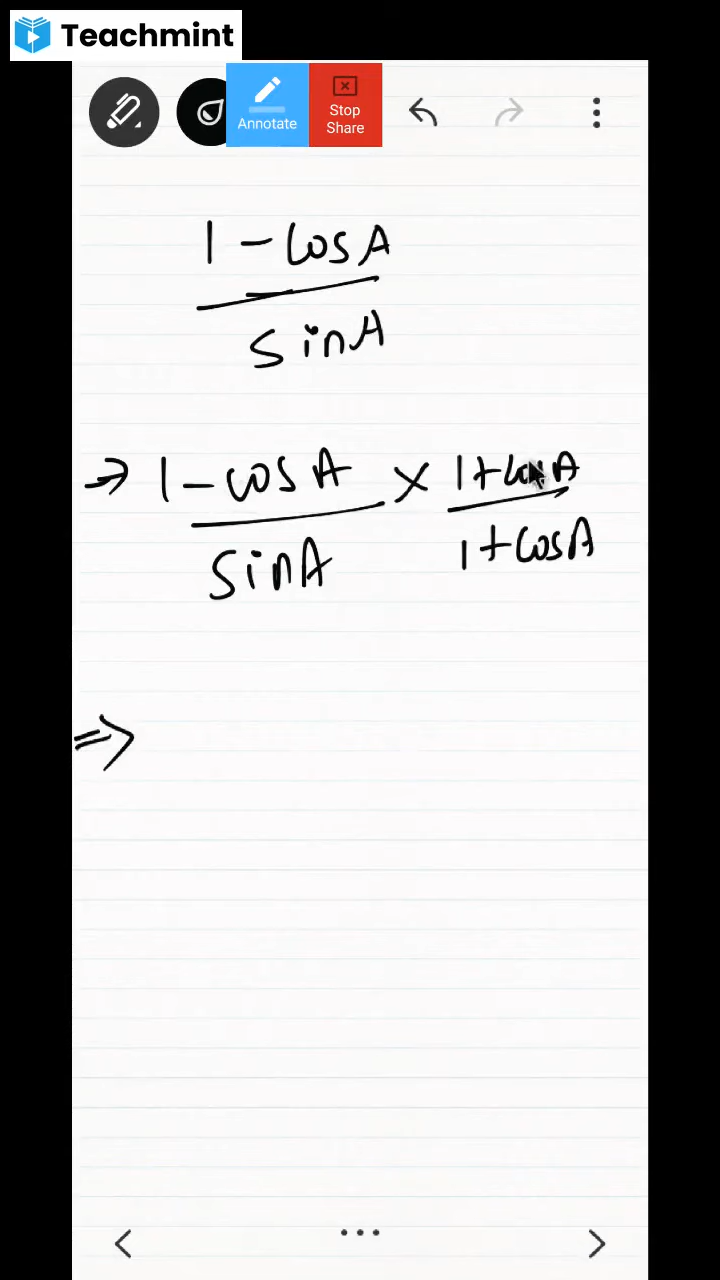 Teachmint
Annotate
Stop
Share
1 - cosA
sinA
→ 1 - cosA × 1 + cosA
sinA 1 + cosA
⇒